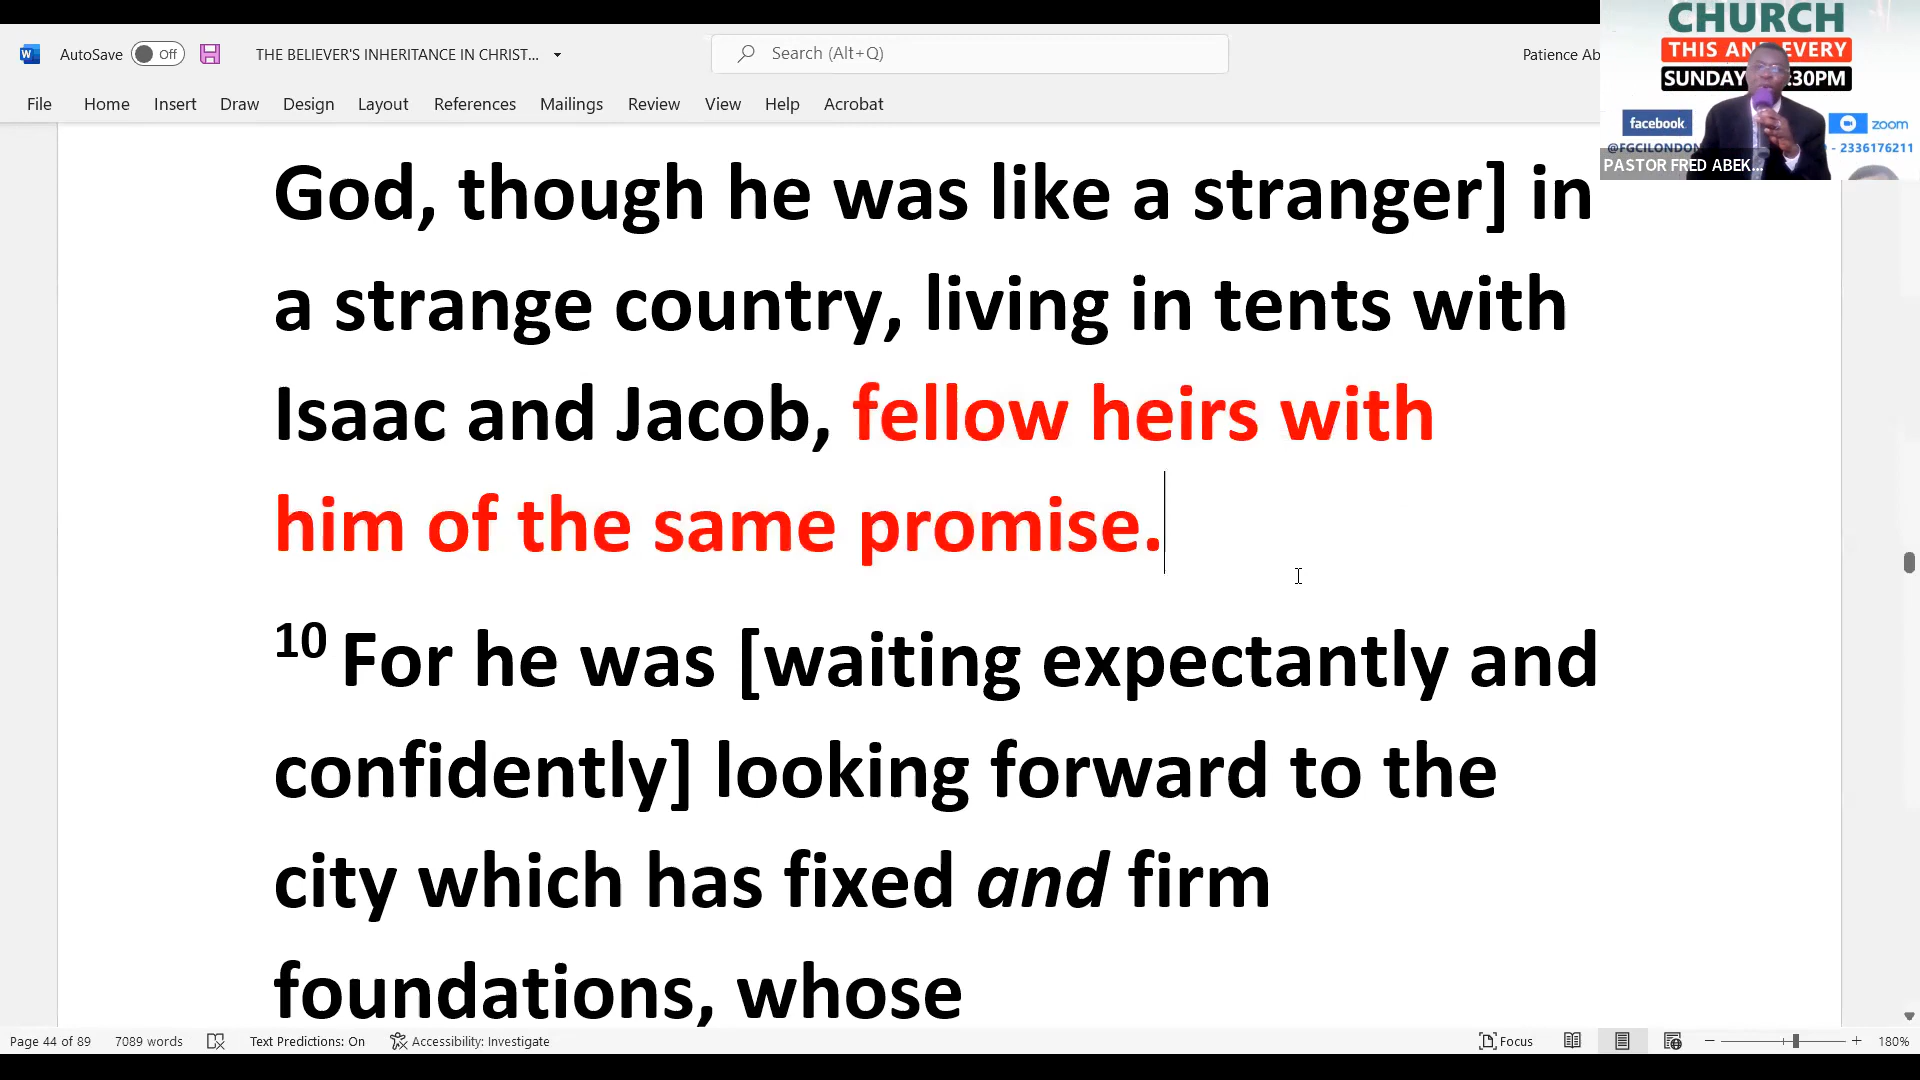 AutoSave Off THE BELIEVER'S INHERITANCE IN CHRIST... Search (Alt+Q) Patience Ab
File Home Insert Draw Design Layout References Mailings Review View Help Acrobat
CHURCH
THIS AND EVERY
SUNDAY 30PM
facebook zoom
@FGCILONDON - 2336176211
PASTOR FRED ABEK...
God, though he was like a stranger] in
a strange country, living in tents with
Isaac and Jacob, fellow heirs with
him of the same promise.
10 For he was [waiting expectantly and
confidently] looking forward to the
city which has fixed and firm
foundations, whose
Page 44 of 89 7089 words Text Predictions: On Accessibility: Investigate Focus 180%